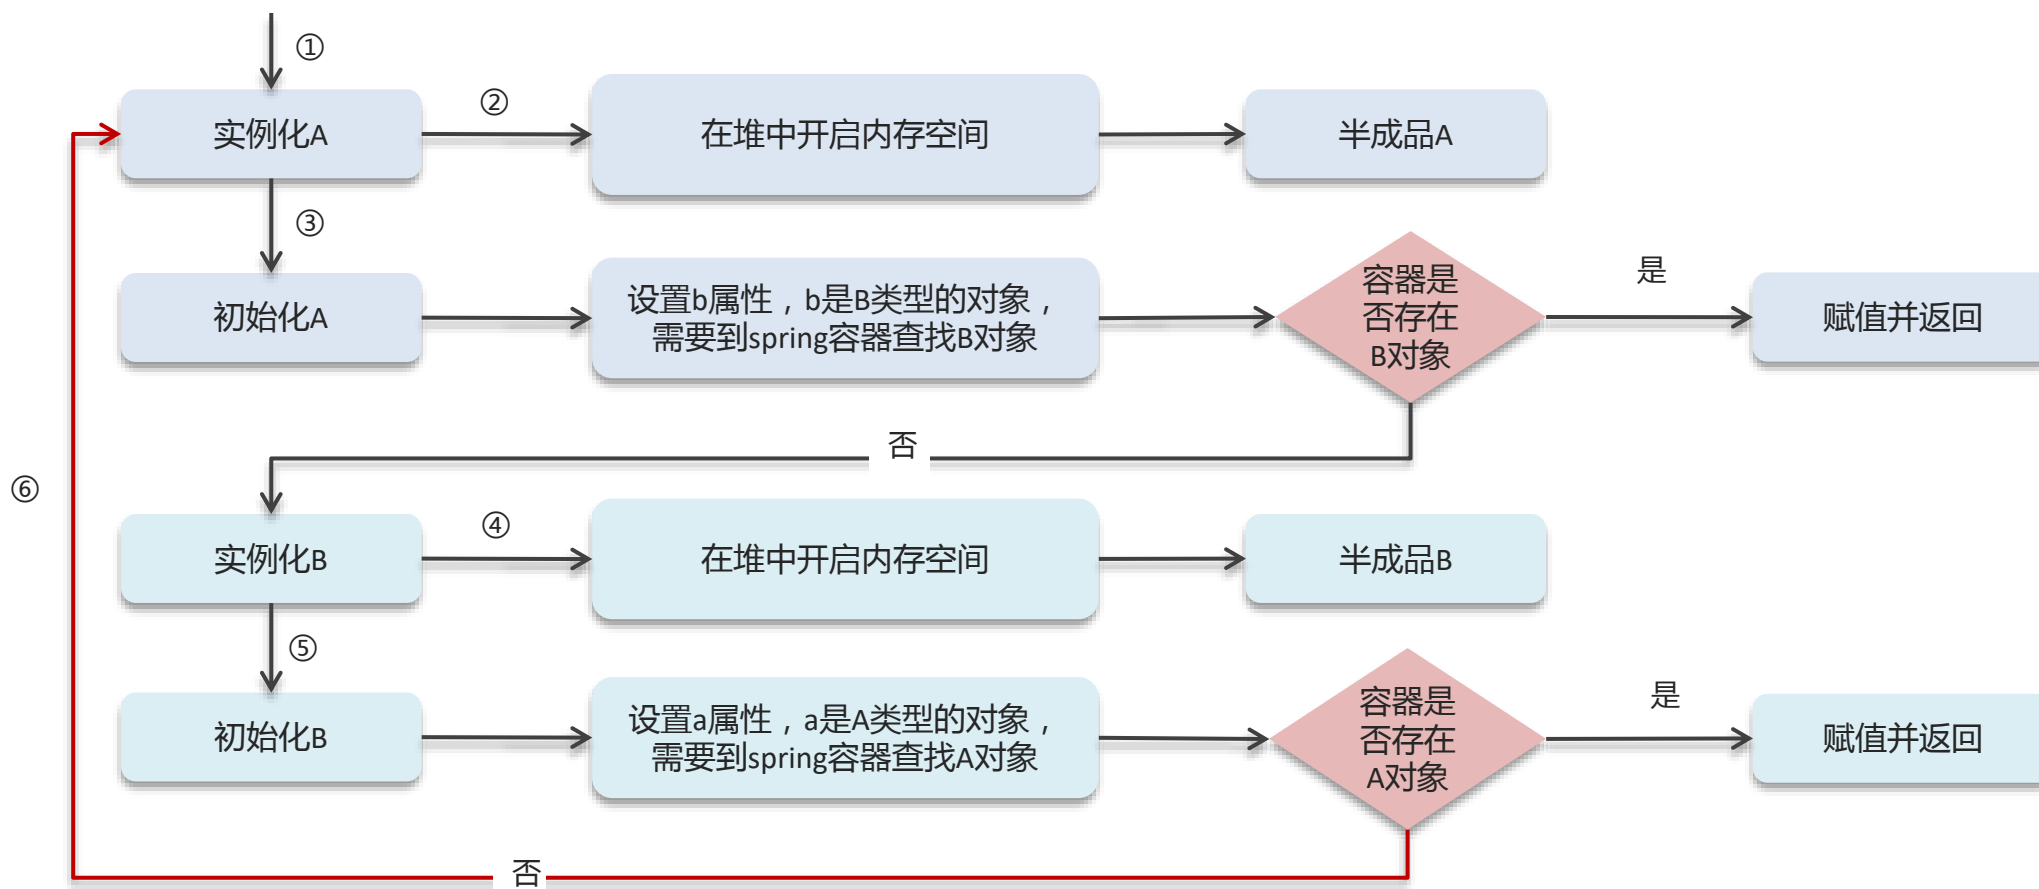 ①
实例化A
②
在堆中开启内存空间
半成品A
③
初始化A
设置b属性，b是B类型的对象，
需要到spring容器查找B对象
容器是
否存在
B对象
是
赋值并返回
否
⑥
实例化B
④
在堆中开启内存空间
半成品B
⑤
初始化B
设置a属性，a是A类型的对象，
需要到spring容器查找A对象
容器是
否存在
A对象
是
赋值并返回
否